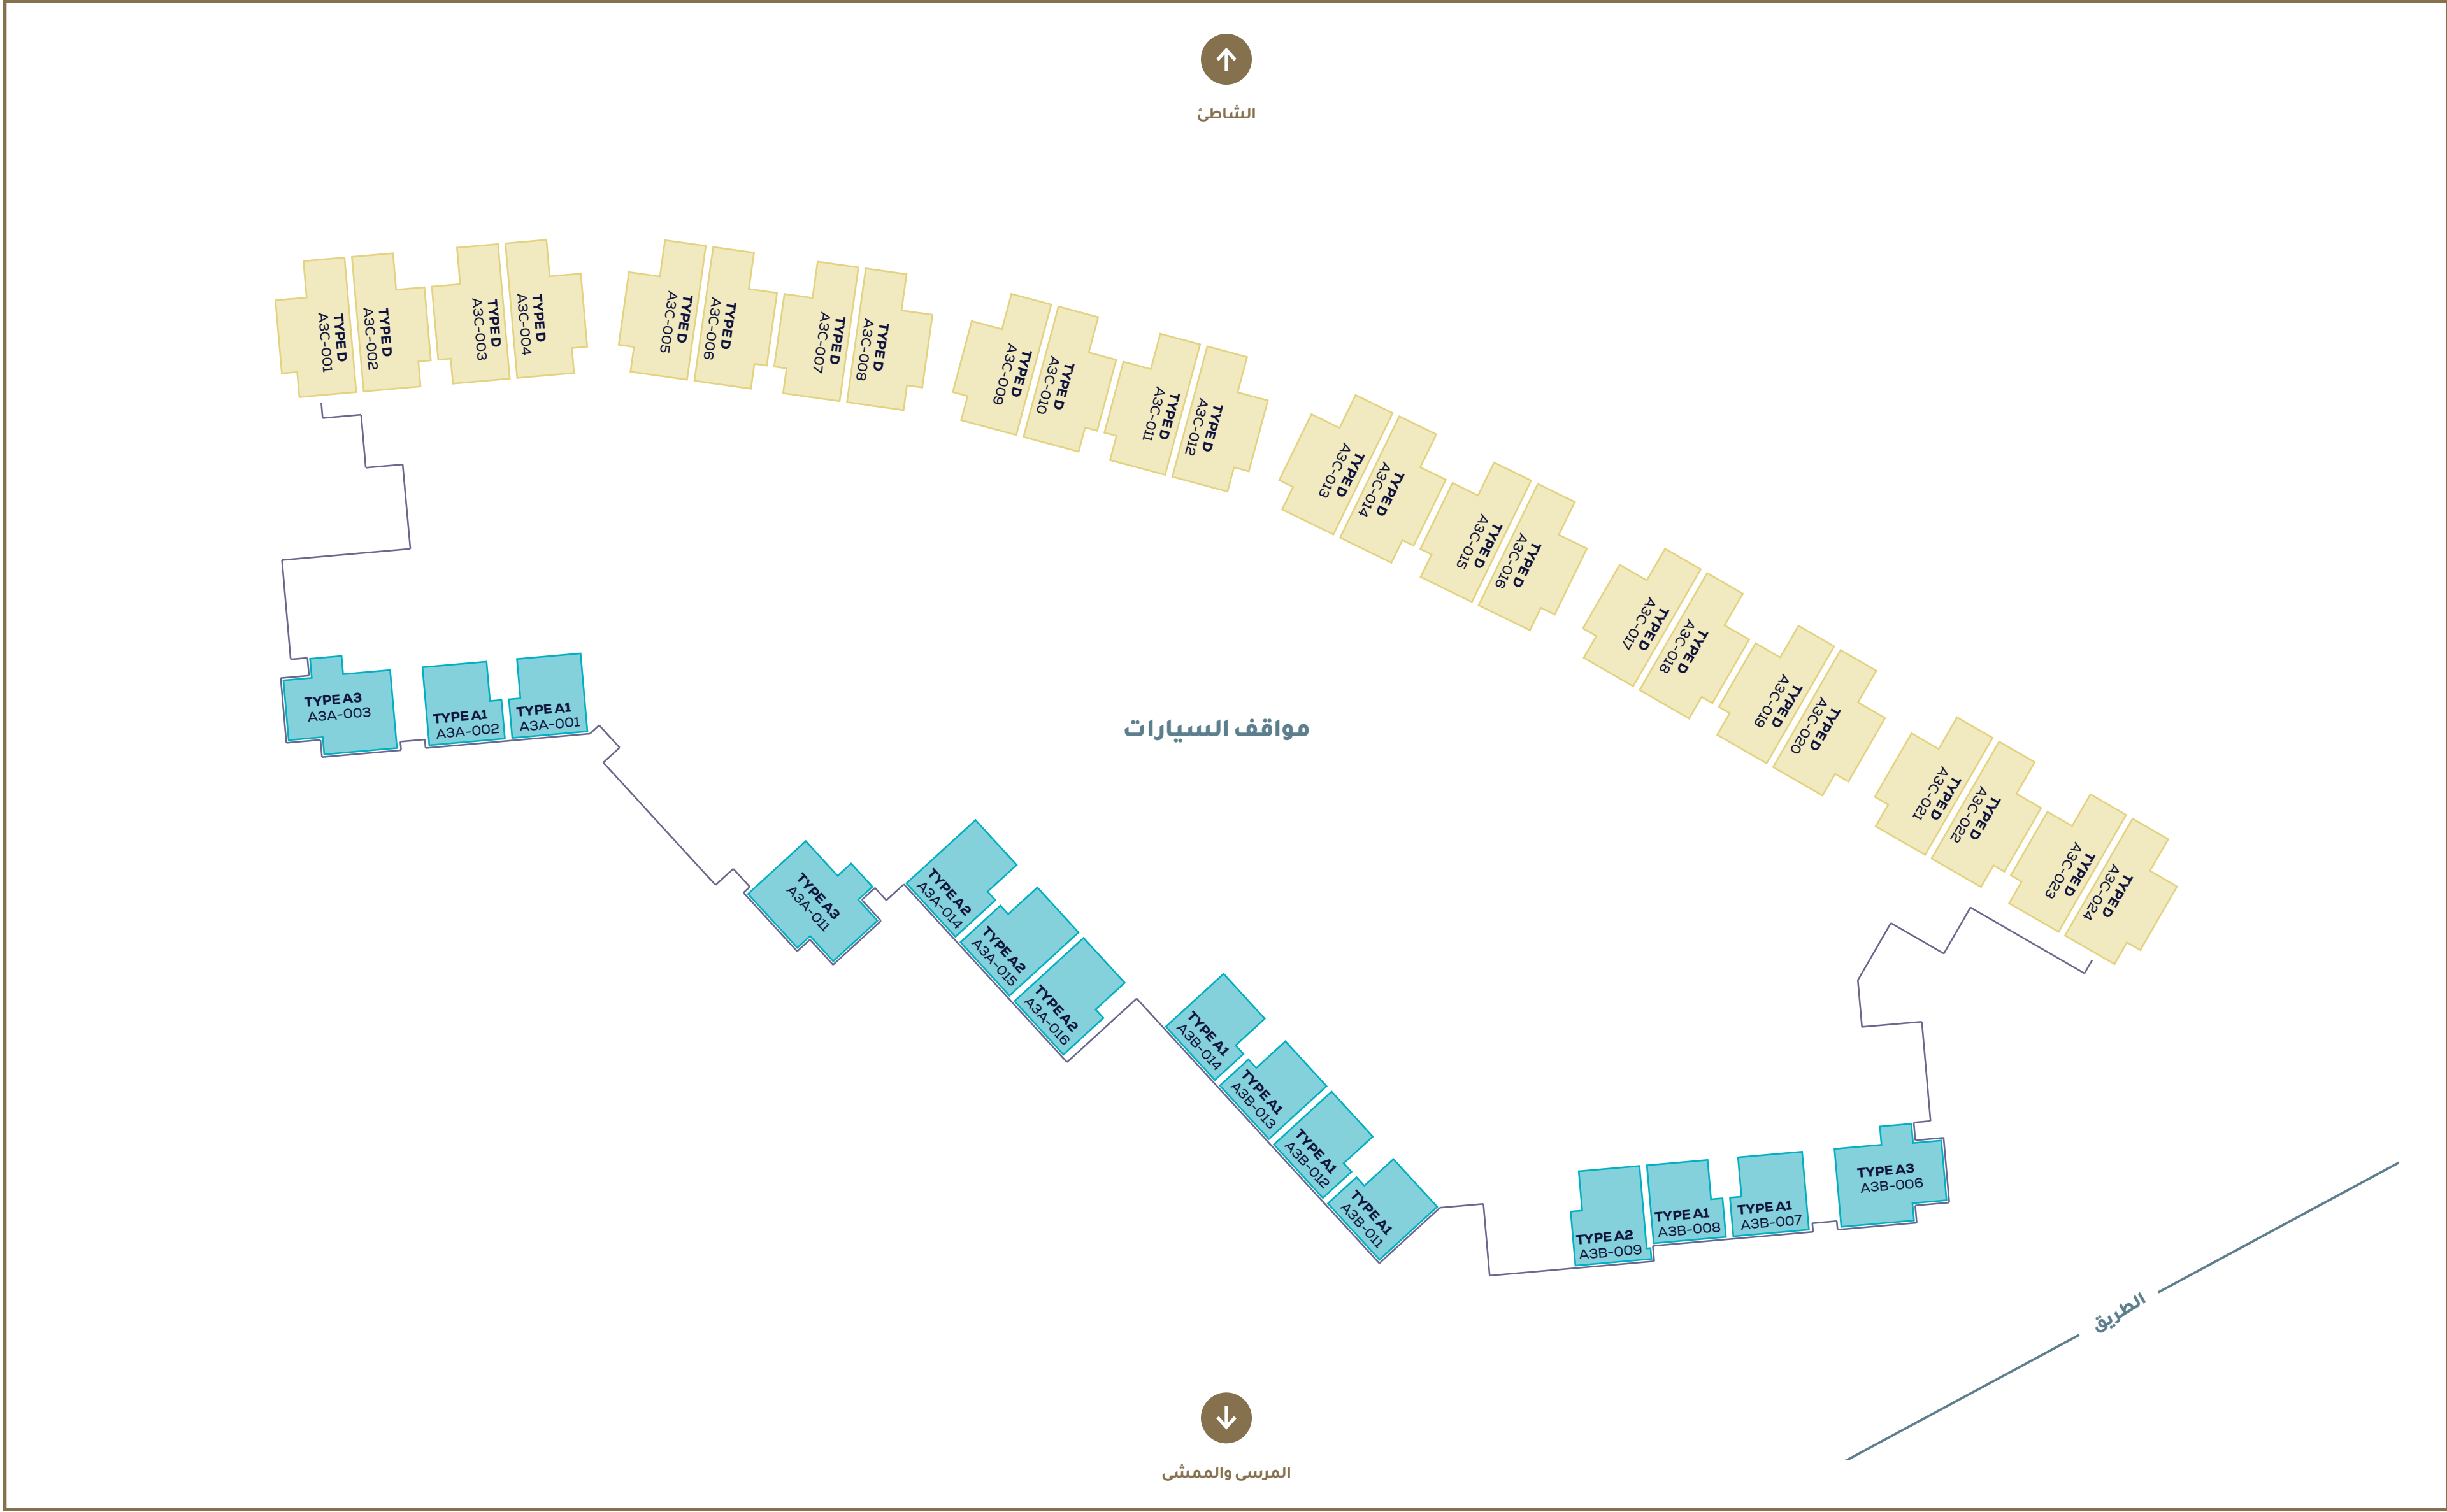 الشاطئ
TYPE D
A3C-001
TYPE D
A3C-002
TYPE D
A3C-003
TYPE D
A3C-004
TYPE D
A3C-005
TYPE D
A3C-006
TYPE D
A3C-007
TYPE D
A3C-008
TYPE D
A3C-009
TYPE D
A3C-010
TYPE D
A3C-011
TYPE D
A3C-012
TYPE D
A3C-013
TYPE D
A3C-014
TYPE D
A3C-015
TYPE D
A3C-016
TYPE D
A3C-017
TYPE D
A3C-018
TYPE D
A3C-019
TYPE D
A3C-020
TYPE D
A3C-021
TYPE D
A3C-022
TYPE D
A3C-023
TYPE D
A3C-024
مواقف السيارات
TYPE A3
A3A-003
TYPE A1
A3A-002
TYPE A1
A3A-001
TYPE A3
A3A-011
TYPE A2
A3A-014
TYPE A2
A3A-015
TYPE A2
A3A-016
TYPE A1
A3B-014
TYPE A1
A3B-013
TYPE A1
A3B-012
TYPE A1
A3B-011
TYPE A2
A3B-009
TYPE A1
A3B-008
TYPE A1
A3B-007
TYPE A3
A3B-006
الطريق
المرسى والممشى